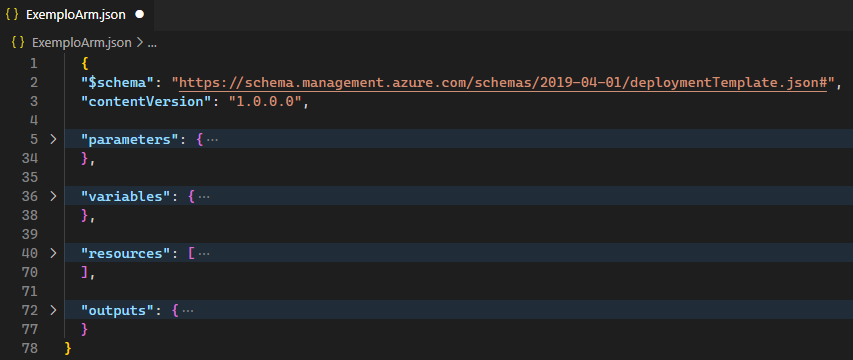 { } ExemploArm.json ●
{ } ExemploArm.json > ...
1 {
2 "$schema": "https://schema.management.azure.com/schemas/2019-04-01/deploymentTemplate.json#",
3 "contentVersion": "1.0.0.0",
4
5 > "parameters": { ...
34 },
35
36 > "variables": { ...
38 },
39
40 > "resources": [ ...
70 ],
71
72 > "outputs": { ...
77 }
78 }